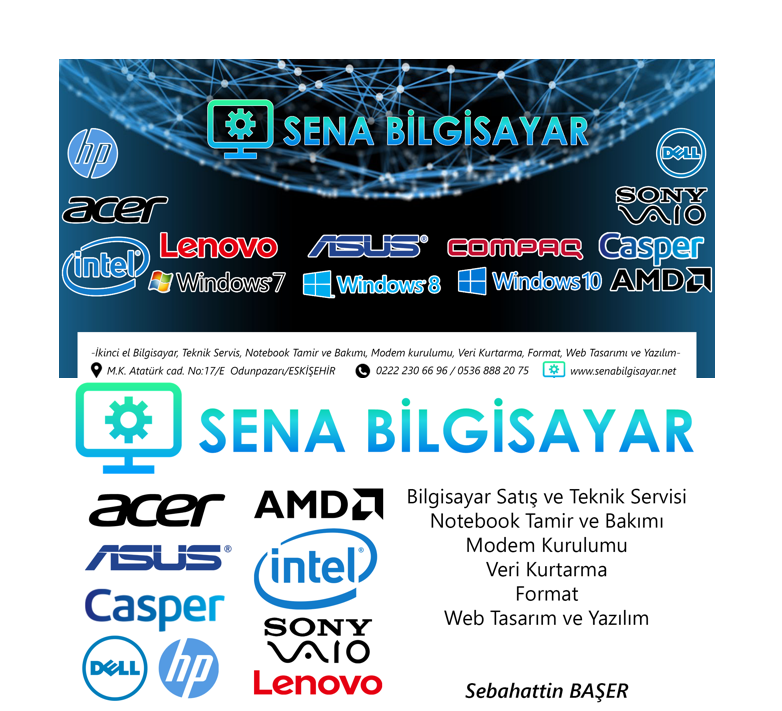 SENA BİLGİSAYAR
hp
DELL
acer
SONY
VAIO
intel®
Lenovo
ASUS®
COMPAQ
Casper
Windows 7
Windows 8
Windows 10
AMD
-İkinci el Bilgisayar, Teknik Servis, Notebook Tamir ve Bakımı, Modem kurulumu, Veri Kurtarma, Format, Web Tasarımı ve Yazılım-
M.K. Atatürk cad. No:17/E Odunpazarı/ESKİŞEHİR 0222 230 66 96 / 0536 888 20 75 www.senabilgisayar.net
SENA BİLGİSAYAR
acer
ASUS®
Casper
DELL
hp
AMD
intel®
SONY
VAIO
Lenovo
Bilgisayar Satış ve Teknik Servisi
Notebook Tamir ve Bakımı
Modem Kurulumu
Veri Kurtarma
Format
Web Tasarım ve Yazılım
Sebahattin BAŞER